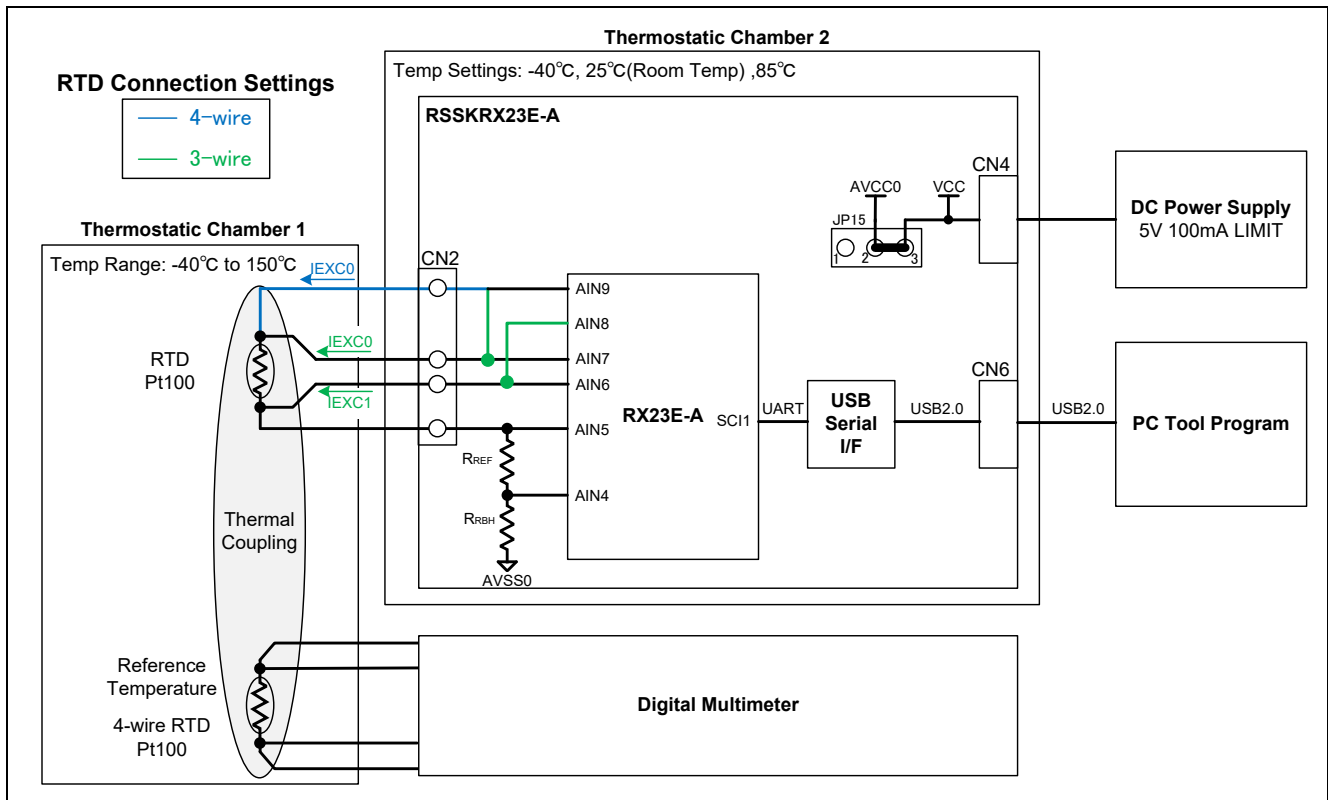 Thermostatic Chamber 2
Temp Settings: -40℃, 25℃(Room Temp) ,85℃
RTD Connection Settings
4-wire
3-wire
RSSKRX23E-A
CN4
AVCC0
VCC
JP15
1
2
3
DC Power Supply
5V 100mA LIMIT
Thermostatic Chamber 1
Temp Range: -40℃ to 150℃
IEXC0
CN2
AIN9
AIN8
IEXC0
AIN7
RTD
Pt100
AIN6
IEXC1
AIN5
RX23E-A
SCI1
UART
USB
Serial
I/F
USB2.0
CN6
USB2.0
PC Tool Program
RREF
AIN4
RRBH
AVSS0
Thermal
Coupling
Reference
Temperature
4-wire RTD
Pt100
Digital Multimeter